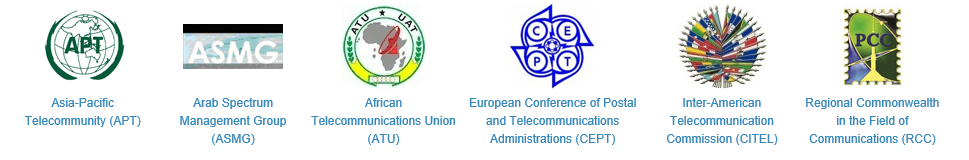 APT
Asia-Pacific
Telecommunity (APT)
ASMG
Arab Spectrum
Management Group
(ASMG)
ATU ★ UAT
African
Telecommunications Union
(ATU)
C E
P T
European Conference of Postal
and Telecommunications
Administrations (CEPT)
Inter-American
Telecommunication
Commission (CITEL)
РСС
Regional Commonwealth
in the Field of
Communications (RCC)